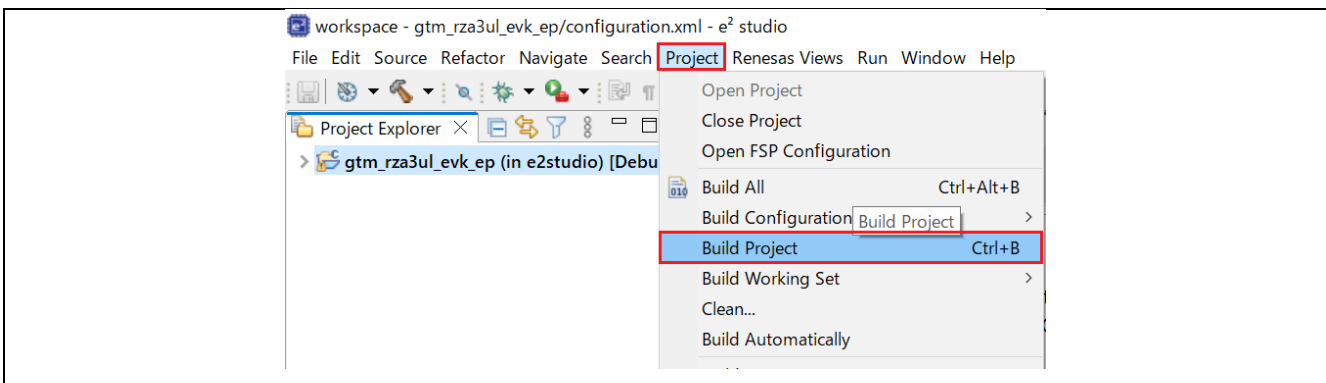 workspace - gtm_rza3ul_evk_ep/configuration.xml - e² studio
File Edit Source Refactor Navigate Search Project Renesas Views Run Window Help
Project Explorer
gtm_rza3ul_evk_ep (in e2studio) [Debu
Open Project
Close Project
Open FSP Configuration
010
Build All Ctrl+Alt+B
Build Configuration
Build Project
Build Project Ctrl+B
Build Working Set
Clean...
Build Automatically